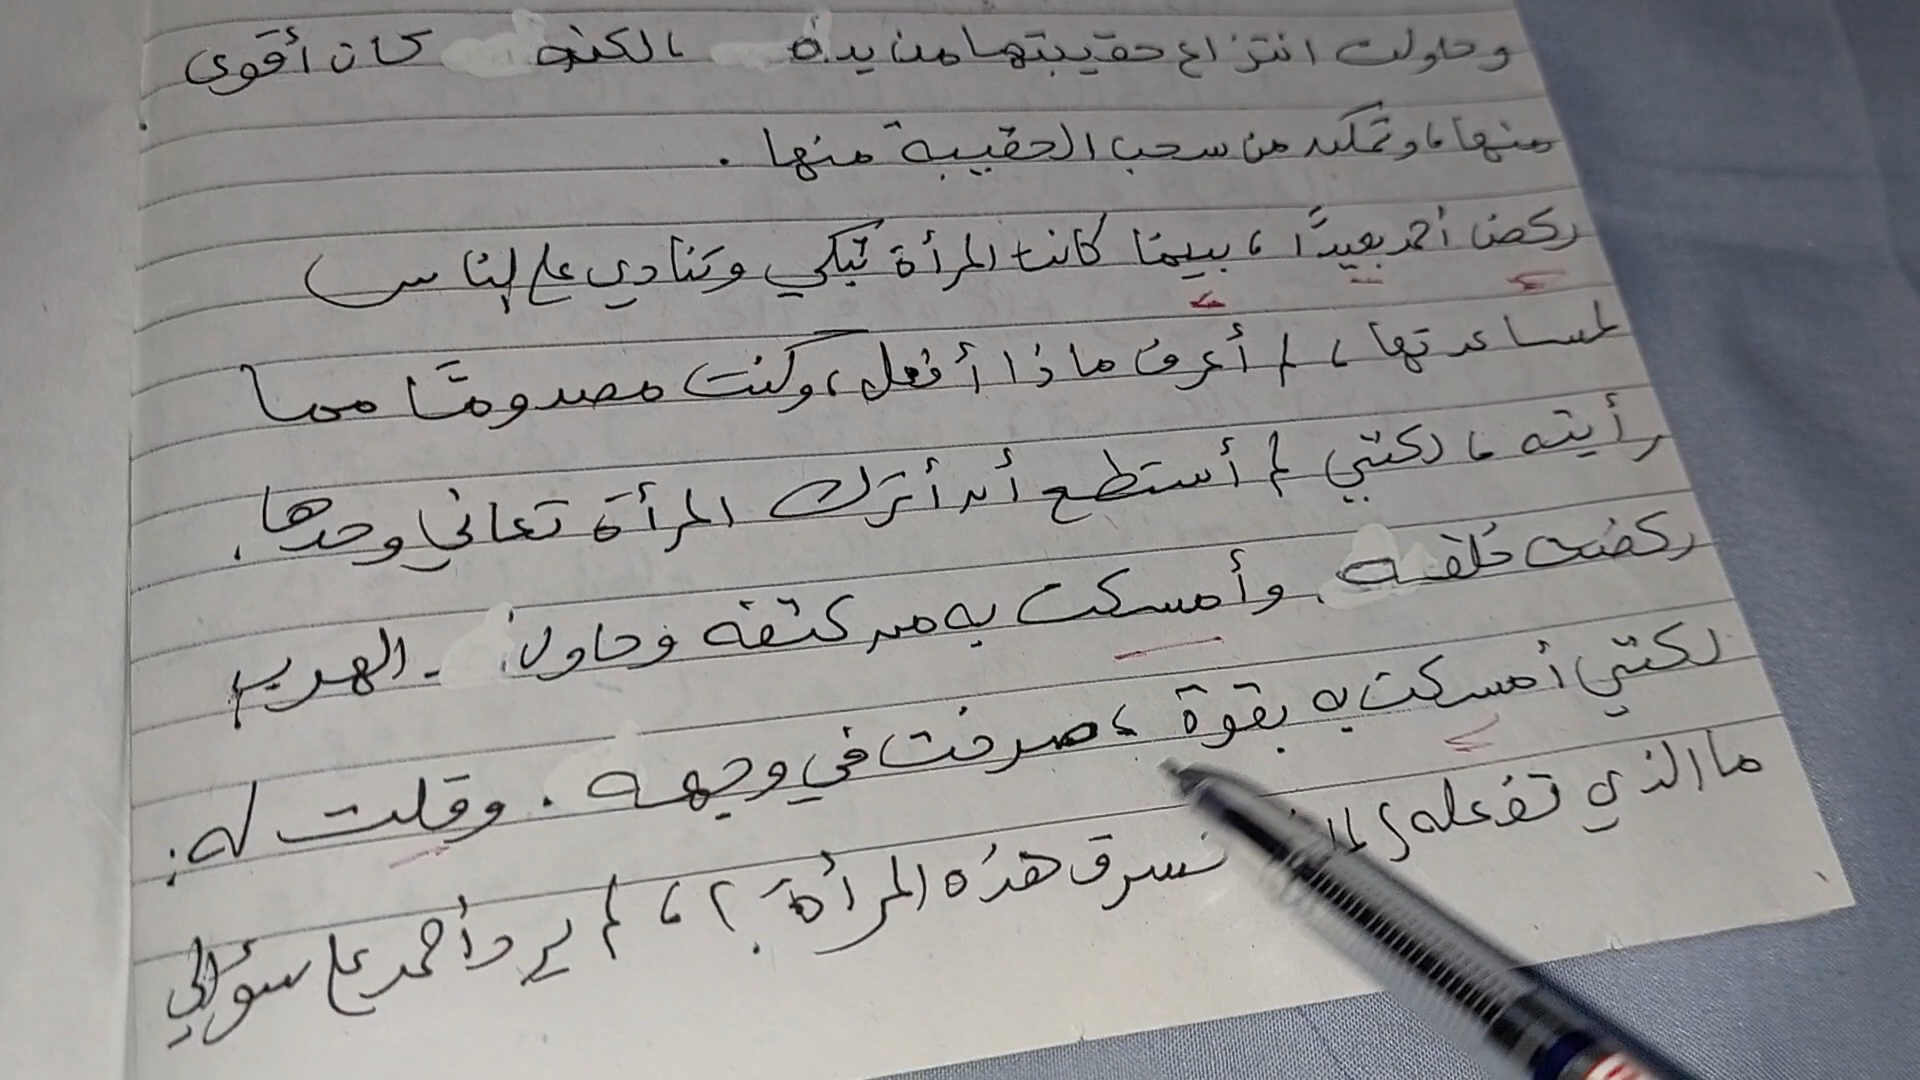 وحاولت انتزاع حقيبتها من يده ، لكنه كان أقوى
منها ، وتمكن من سحب الحقيبة منها .
ركض أحمد بعيدًا ، بينما كانت المرأة تبكي وتنادي على الناس
لمساعدتها ، لم أعرف ماذا أفعل ، وكنت مصدومًا مما
رأيته ، لكنني لم أستطع أن أترك المرأة تعاني وحدها .
ركضت خلفه وأمسكت به من كتفه وحاول الهرب
لكنني أمسكت به بقوة ، صرخت في وجهه . وقلت له :
ما الذي تفعله ؟ تسرق هذه المرأة ؟ ، لم يرد أحمد على سؤالي